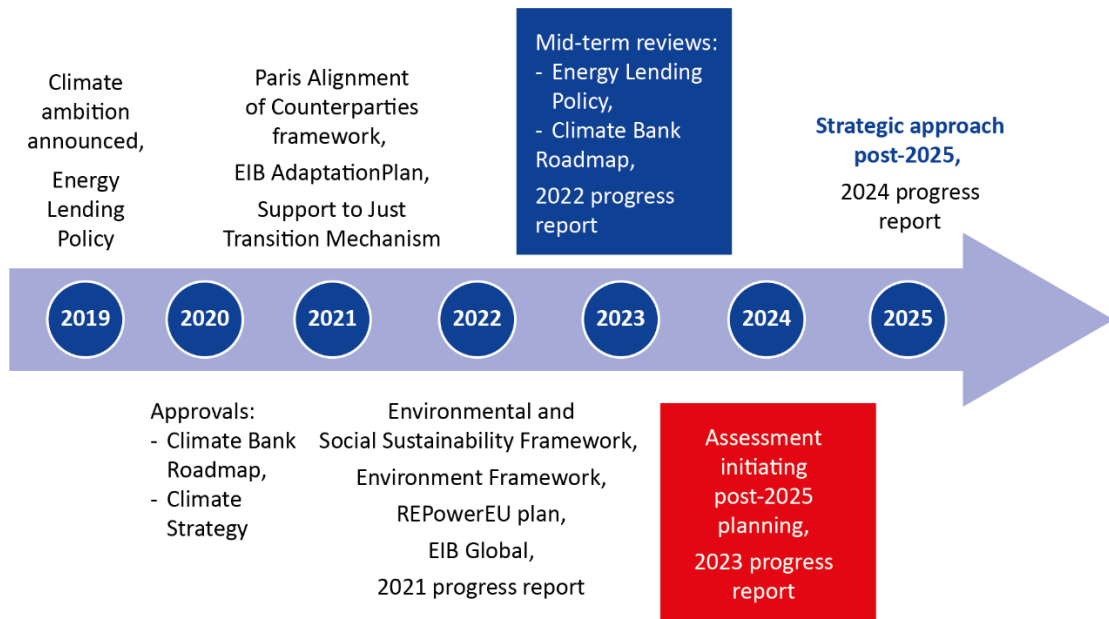 Climate
ambition
announced,
Energy
Lending
Policy
Paris Alignment
of Counterparties
framework,
EIB AdaptationPlan,
Support to Just
Transition Mechanism
Mid-term reviews:
- Energy Lending
Policy,
- Climate Bank
Roadmap,
2022 progress
report
Strategic approach
post-2025,
2024 progress
report
2019
2020
2021
2022
2023
2024
2025
Approvals:
- Climate Bank
Roadmap,
- Climate
Strategy
Environmental and
Social Sustainability Framework,
Environment Framework,
REPowerEU plan,
EIB Global,
2021 progress report
Assessment
initiating
post-2025
planning,
2023 progress
report